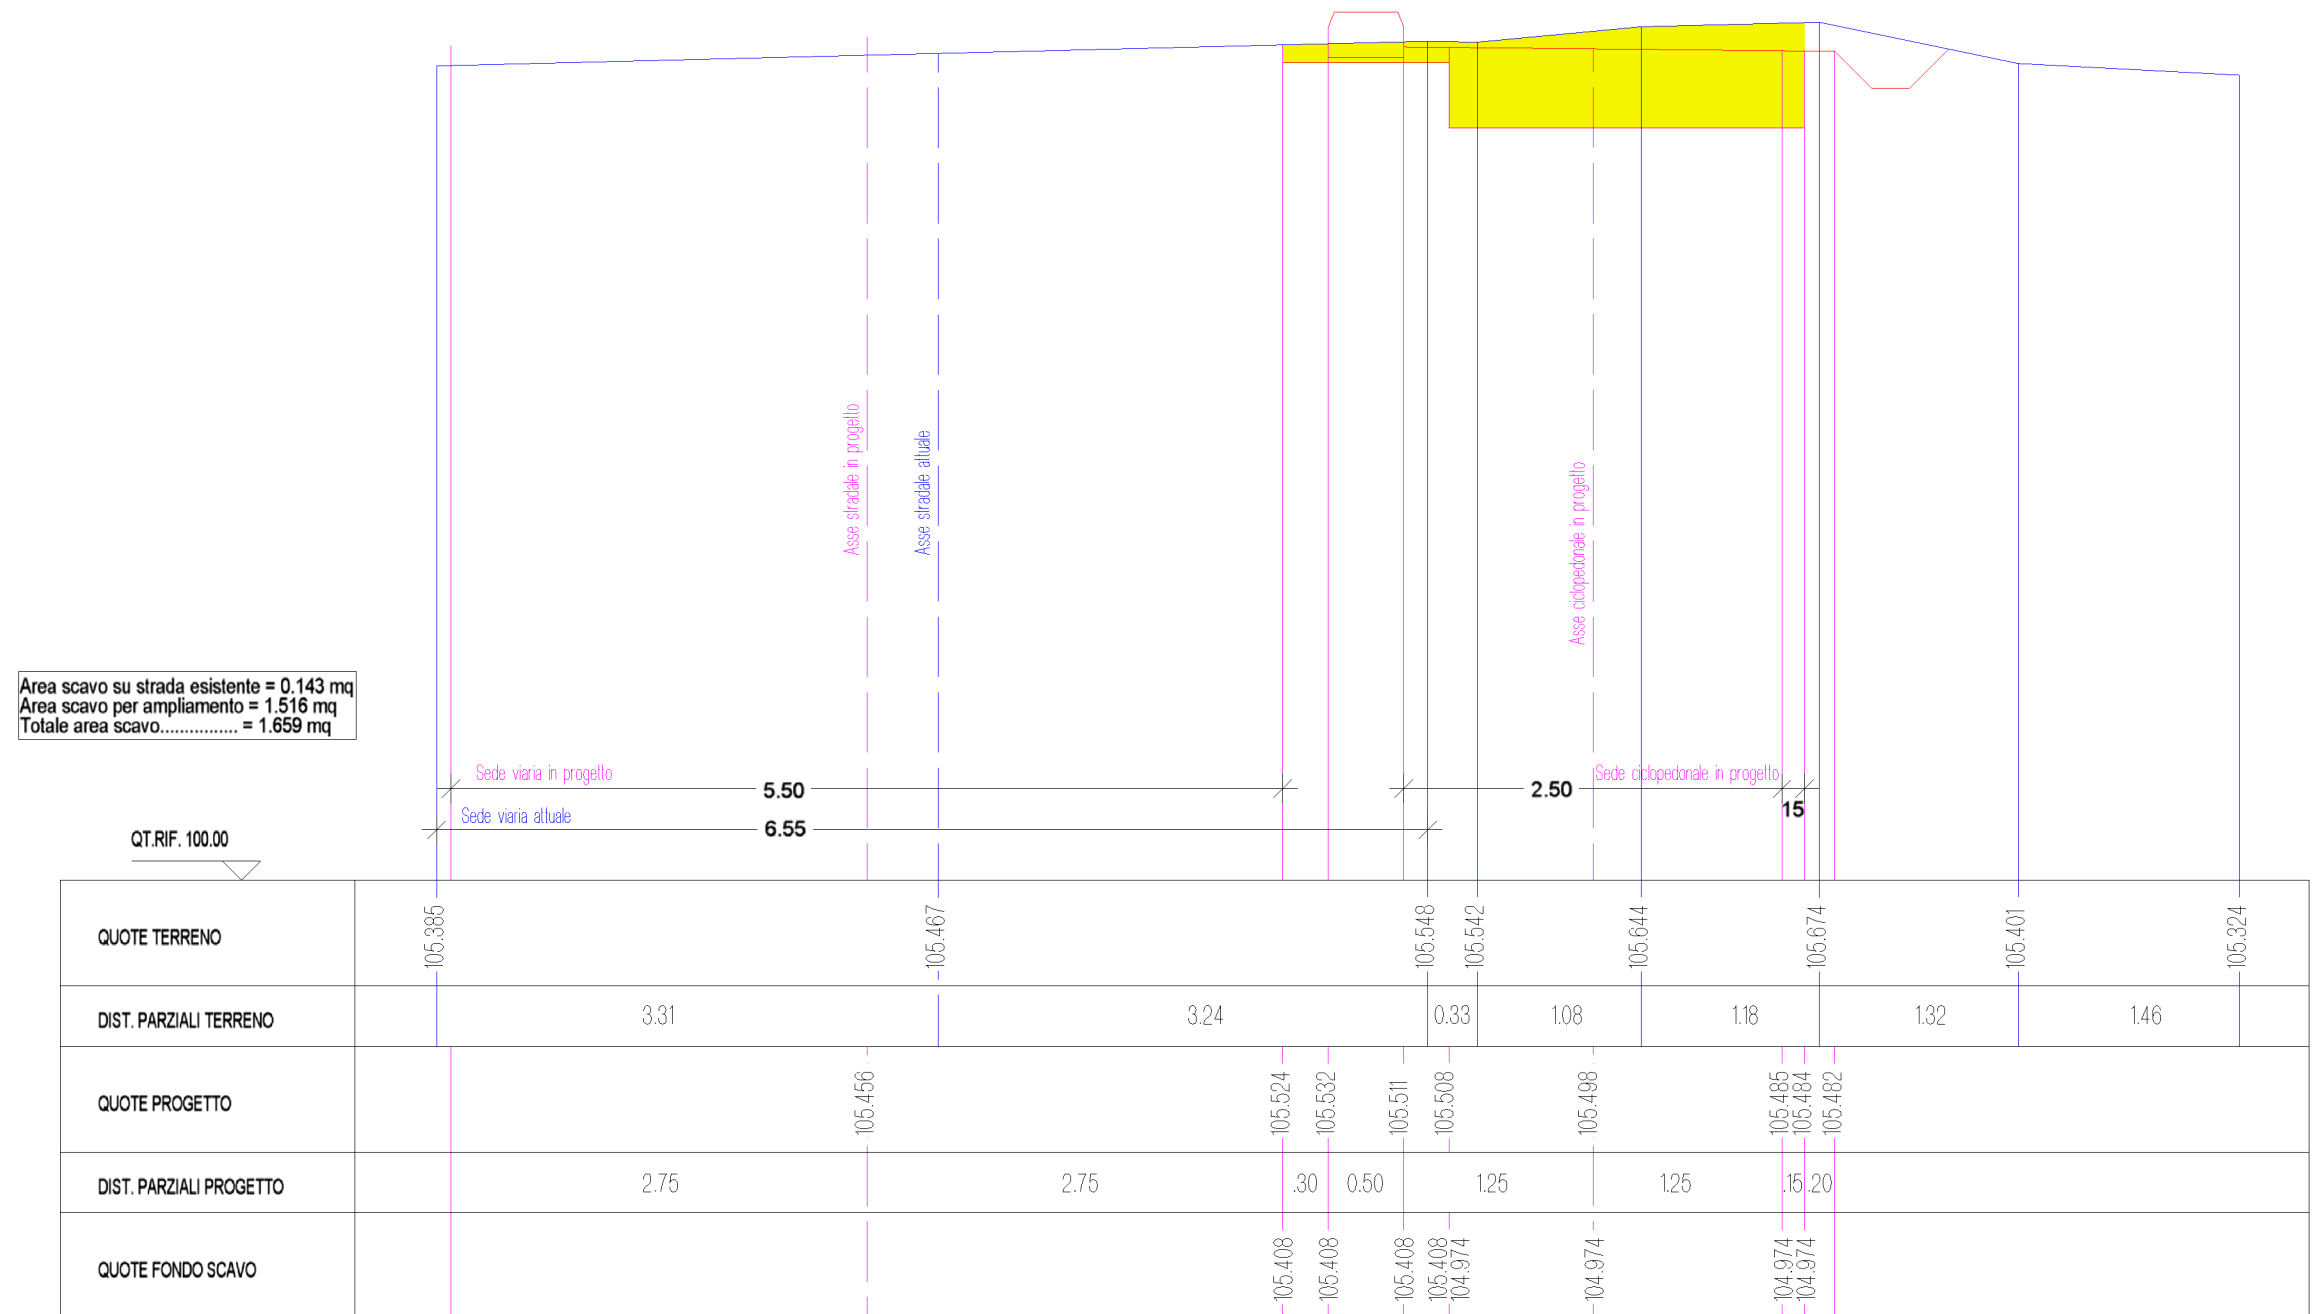 Asse stradale in progetto
Asse stradale attuale
Asse ciclopedonale in progetto
Area scavo su strada esistente = 0.143 mq
Area scavo per ampliamento = 1.516 mq
Totale area scavo................ = 1.659 mq
Sede viaria in progetto
5.50
2.50
Sede ciclopedonale in progetto
15
Sede viaria attuale
6.55
QT.RIF. 100.00
QUOTE TERRENO 105.385 105.467 105.548 105.542 105.644 105.674 105.401 105.324
DIST. PARZIALI TERRENO 3.31 3.24 0.33 1.08 1.18 1.32 1.46
QUOTE PROGETTO 105.456 105.524 105.532 105.511 105.508 105.498 105.485 105.484 105.482
DIST. PARZIALI PROGETTO 2.75 2.75 .30 0.50 1.25 1.25 .15 .20
QUOTE FONDO SCAVO 105.408 105.408 105.408 105.408 104.974 104.974 104.974 104.974